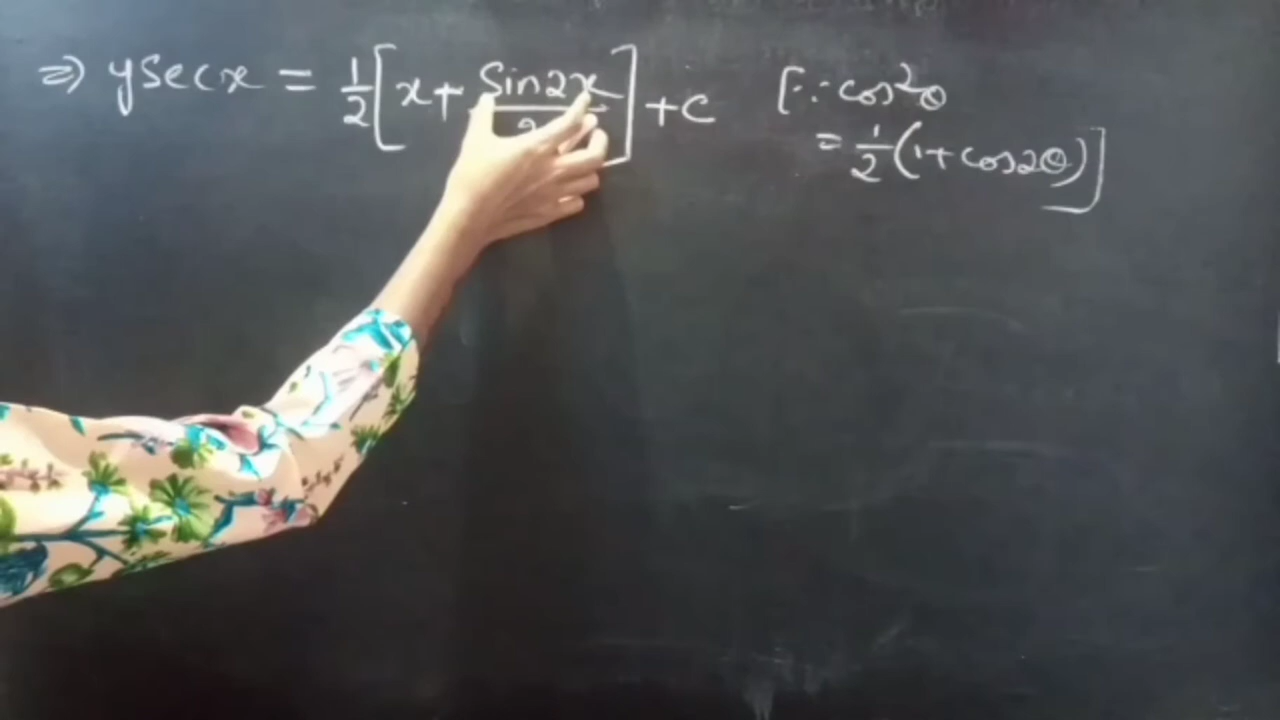 ⇒ y Sec x = 1/2 [ x + Sin2x/2 ] + c
[∵ cos²θ
= 1/2 (1 + cos2θ)]